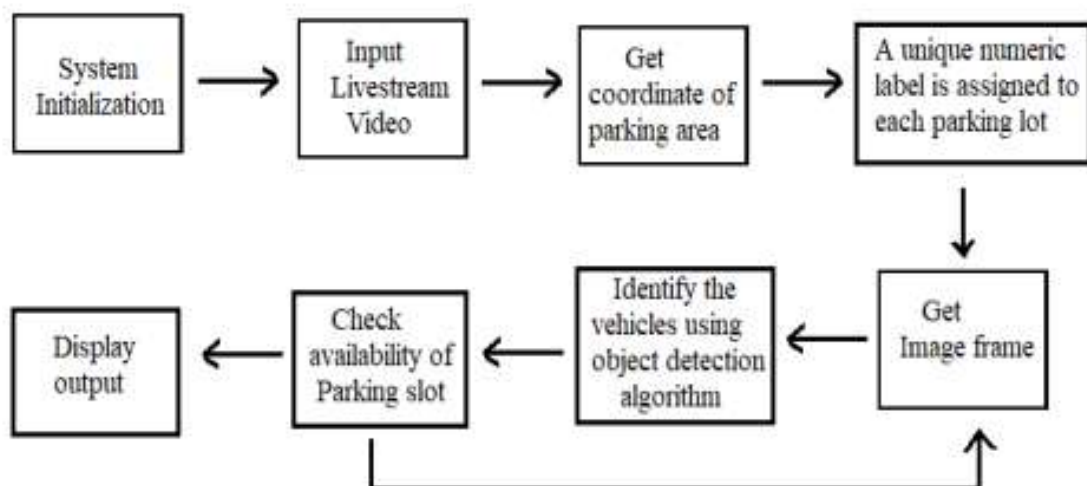 System
Initialization
Input
Livestream
Video
Get
coordinate of
parking area
A unique numeric
label is assigned to
each parking lot
Get
Image frame
Identify the
vehicles using
object detection
algorithm
Check
availability of
Parking slot
Display
output